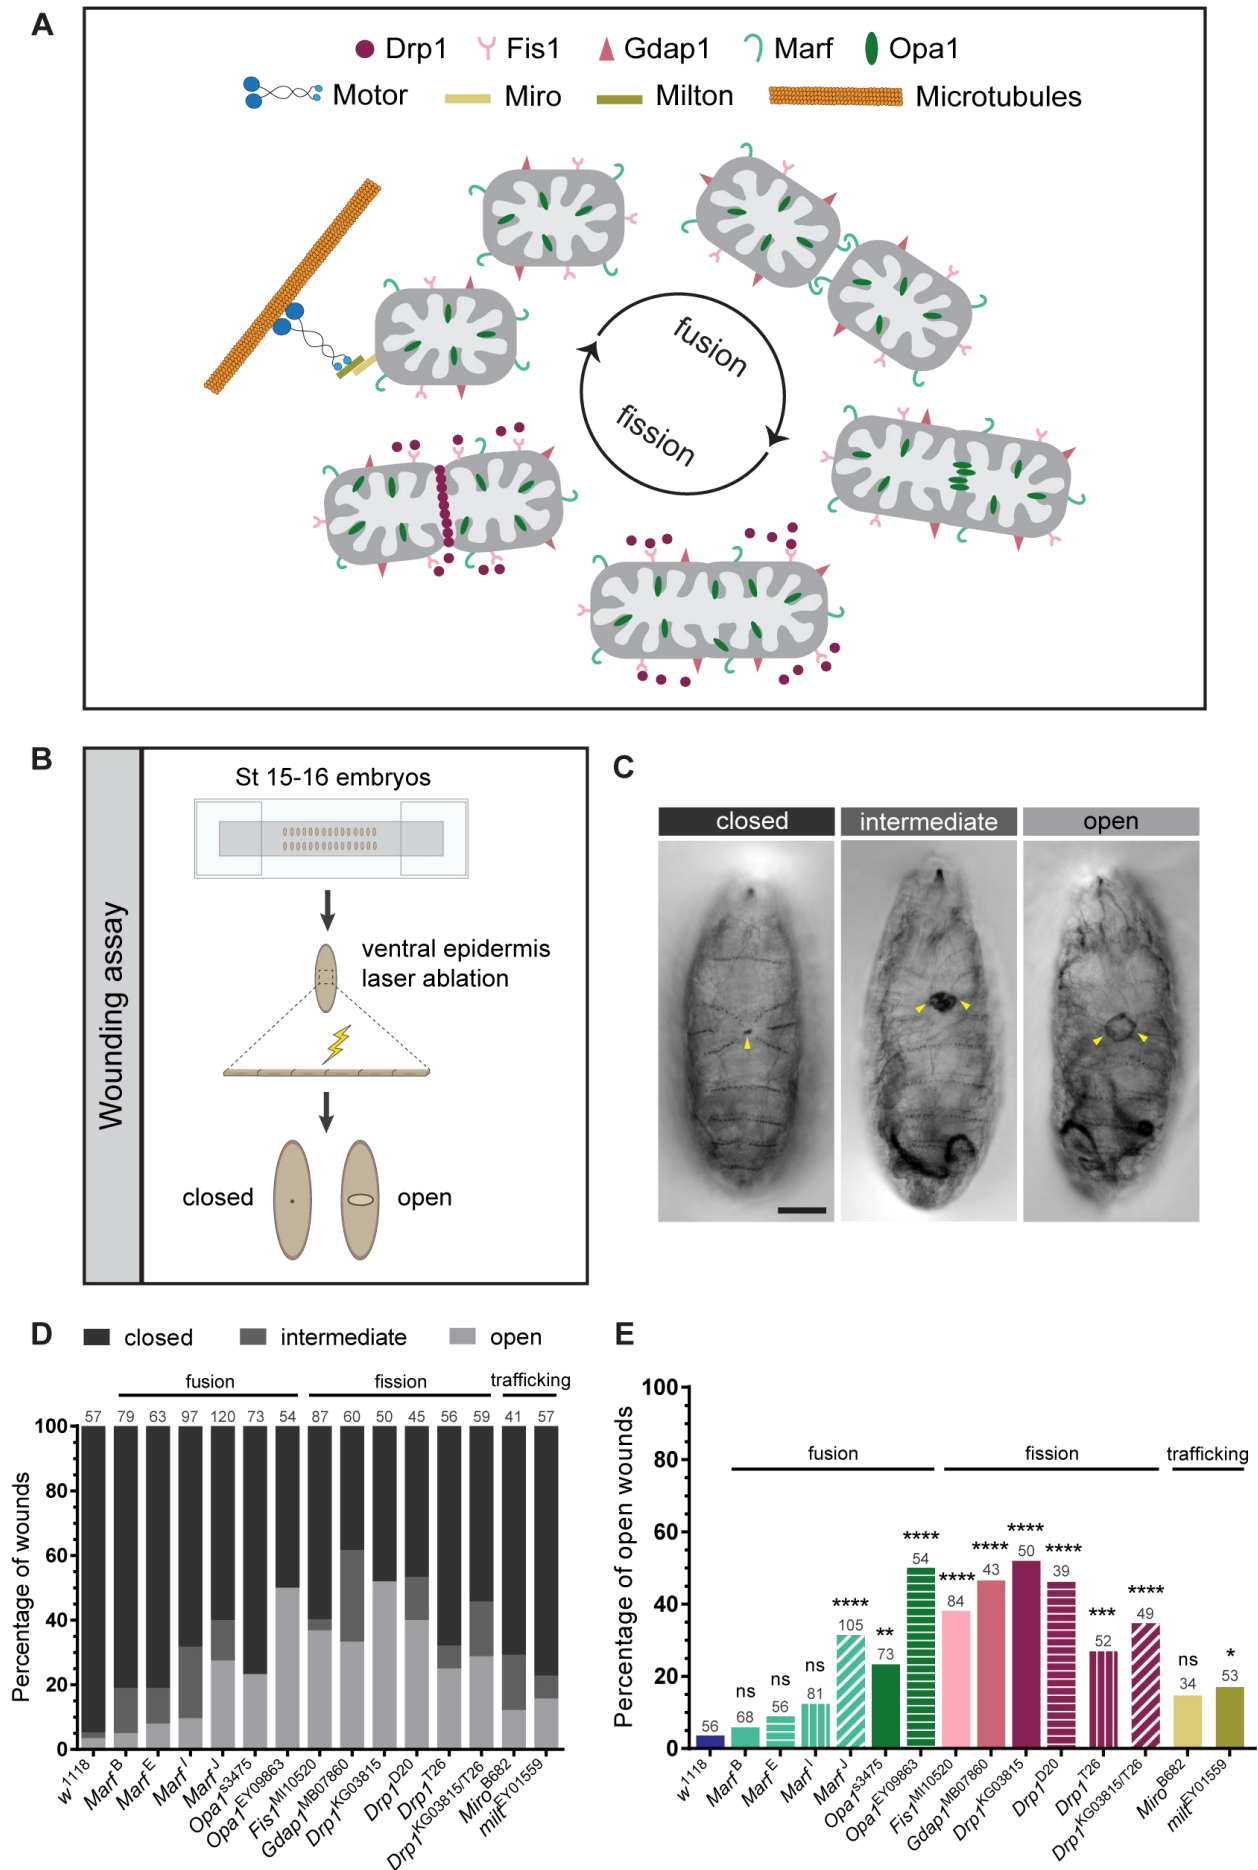 A
Drp1 Fis1 Gdap1 Marf Opa1
Motor Miro Milton Microtubules
fusion
fission
B
St 15-16 embryos
Wounding assay
ventral epidermis
laser ablation
closed open
C
closed intermediate open
D
closed intermediate open
fusion fission trafficking
57 79 63 97 120 73 54 87 60 50 45 56 59 41 57
Percentage of wounds
100
80
60
40
20
0
w1118 MarfB MarfE MarfI MarfJ Opa1s3475 Opa1EY09863 Fis1MI10520 Gdap1MB07860 Drp1KG03815 Drp1D20 Drp1T26 Drp1KG03815/T26 MiroB682 miltEY01559
E
Percentage of open wounds
100
80
60
40
20
0
fusion fission trafficking
ns ns ns **** ** **** **** **** **** **** *** **** ns *
56 68 56 81 105 73 54 84 43 50 39 52 49 34 53
w1118 MarfB MarfE MarfI MarfJ Opa1s3475 Opa1EY09863 Fis1MI10520 Gdap1MB07860 Drp1KG03815 Drp1D20 Drp1T26 Drp1KG03815/T26 MiroB682 miltEY01559